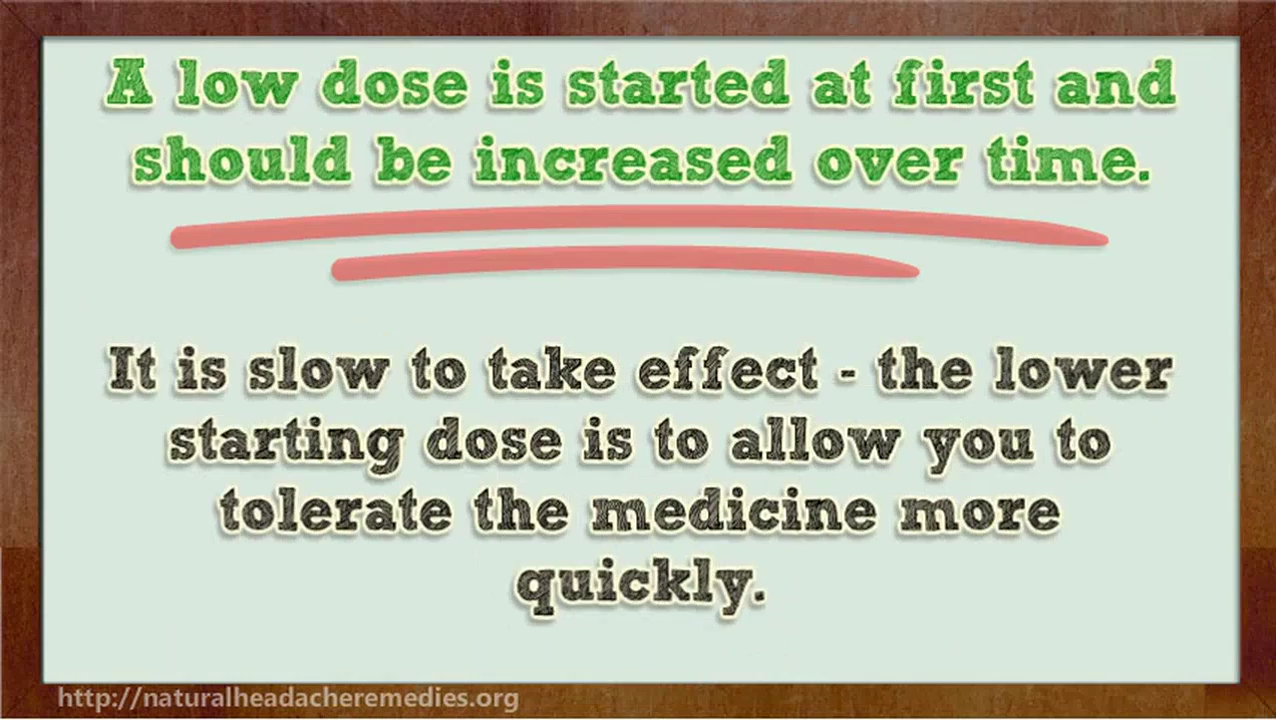 A low dose is started at first and
should be increased over time.
It is slow to take effect - the lower
starting dose is to allow you to
tolerate the medicine more
quickly.
http://naturalheadacheremedies.org